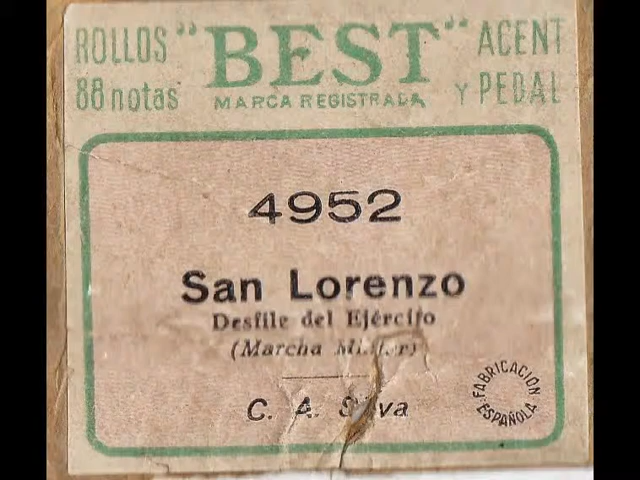 ROLLOS "BEST" ACENT
88 notas MARCA REGISTRADA Y PEDAL
4952
San Lorenzo
Desfile del Ejército
(Marcha
C. A.
FABRICACION
ESPAÑOLA